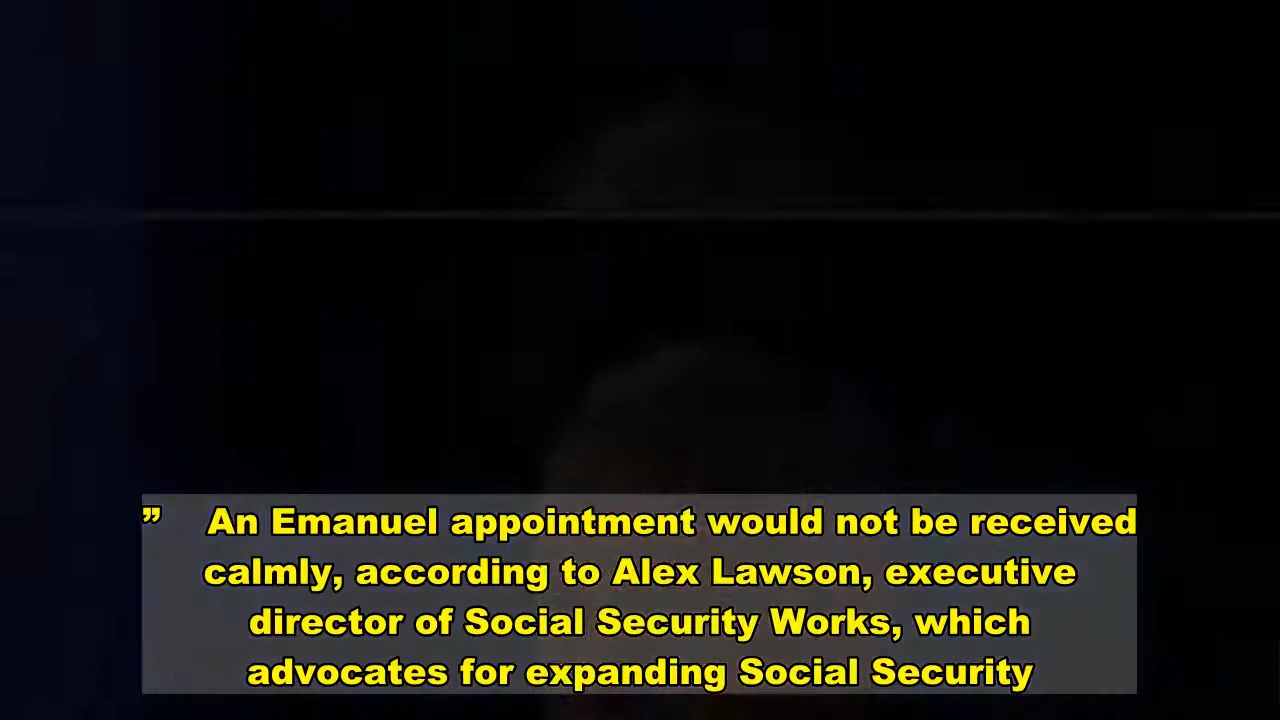 ” An Emanuel appointment would not be received
calmly, according to Alex Lawson, executive
director of Social Security Works, which
advocates for expanding Social Security